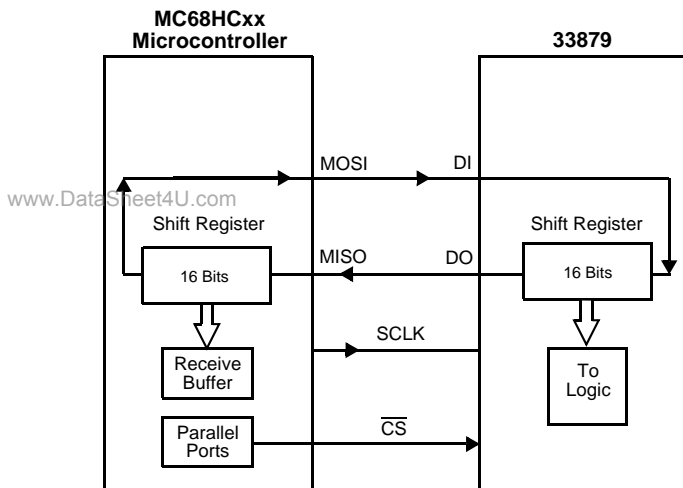 MC68HCxx
Microcontroller
33879
MOSI
DI
www.DataSheet4U.com
Shift Register
Shift Register
MISO
DO
16 Bits
16 Bits
SCLK
Receive
Buffer
To
Logic
Parallel
Ports
C̅S̅